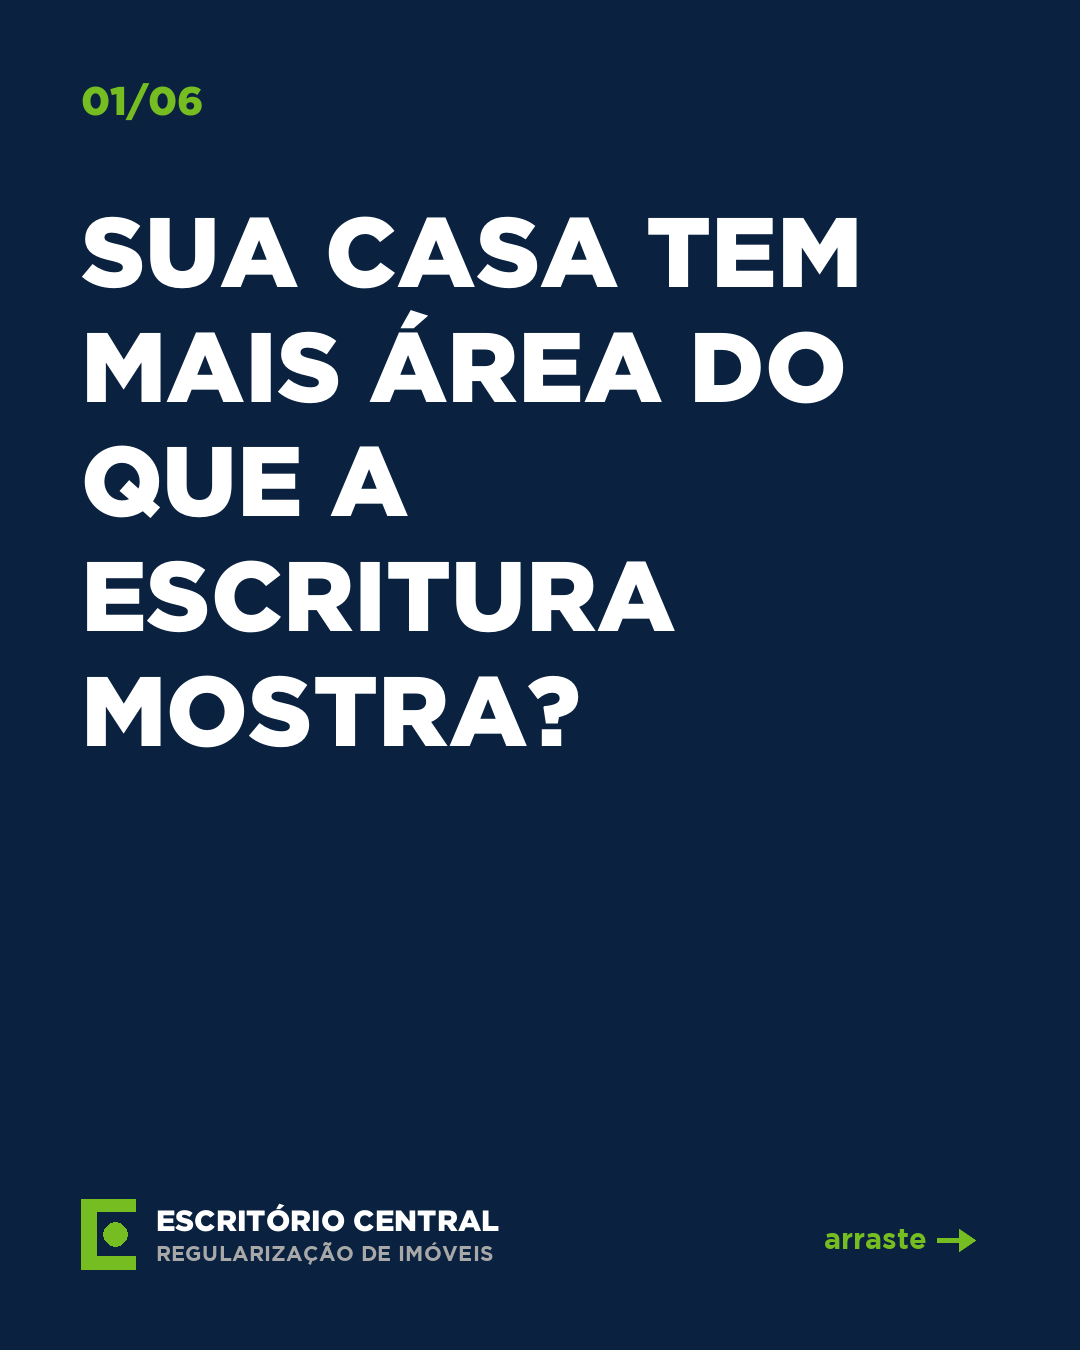 01/06
SUA CASA TEM
MAIS ÁREA DO
QUE A
ESCRITURA
MOSTRA?
ESCRITÓRIO CENTRAL
REGULARIZAÇÃO DE IMÓVEIS
arraste